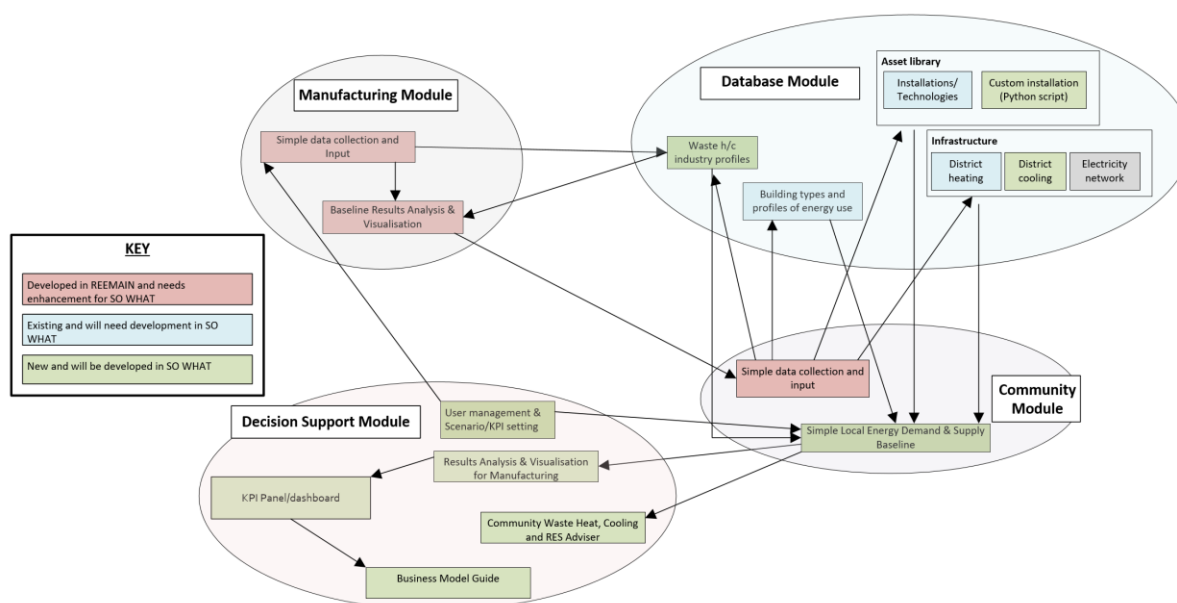 Manufacturing Module
Simple data collection and
Input
Baseline Results Analysis &
Visualisation
Database Module
Asset library
Installations/
Technologies
Custom installation
(Python script)
Infrastructure
District
heating
District
cooling
Electricity
network
Waste h/c
industry profiles
Building types and
profiles of energy use
KEY
Developed in REEMAIN and needs
enhancement for SO WHAT
Existing and will need development in SO
WHAT
New and will be developed in SO WHAT
Simple data collection and
input
Community
Module
Simple Local Energy Demand & Supply
Baseline
Decision Support Module
User management &
Scenario/KPI setting
Results Analysis & Visualisation
for Manufacturing
KPI Panel/dashboard
Community Waste Heat, Cooling
and RES Adviser
Business Model Guide